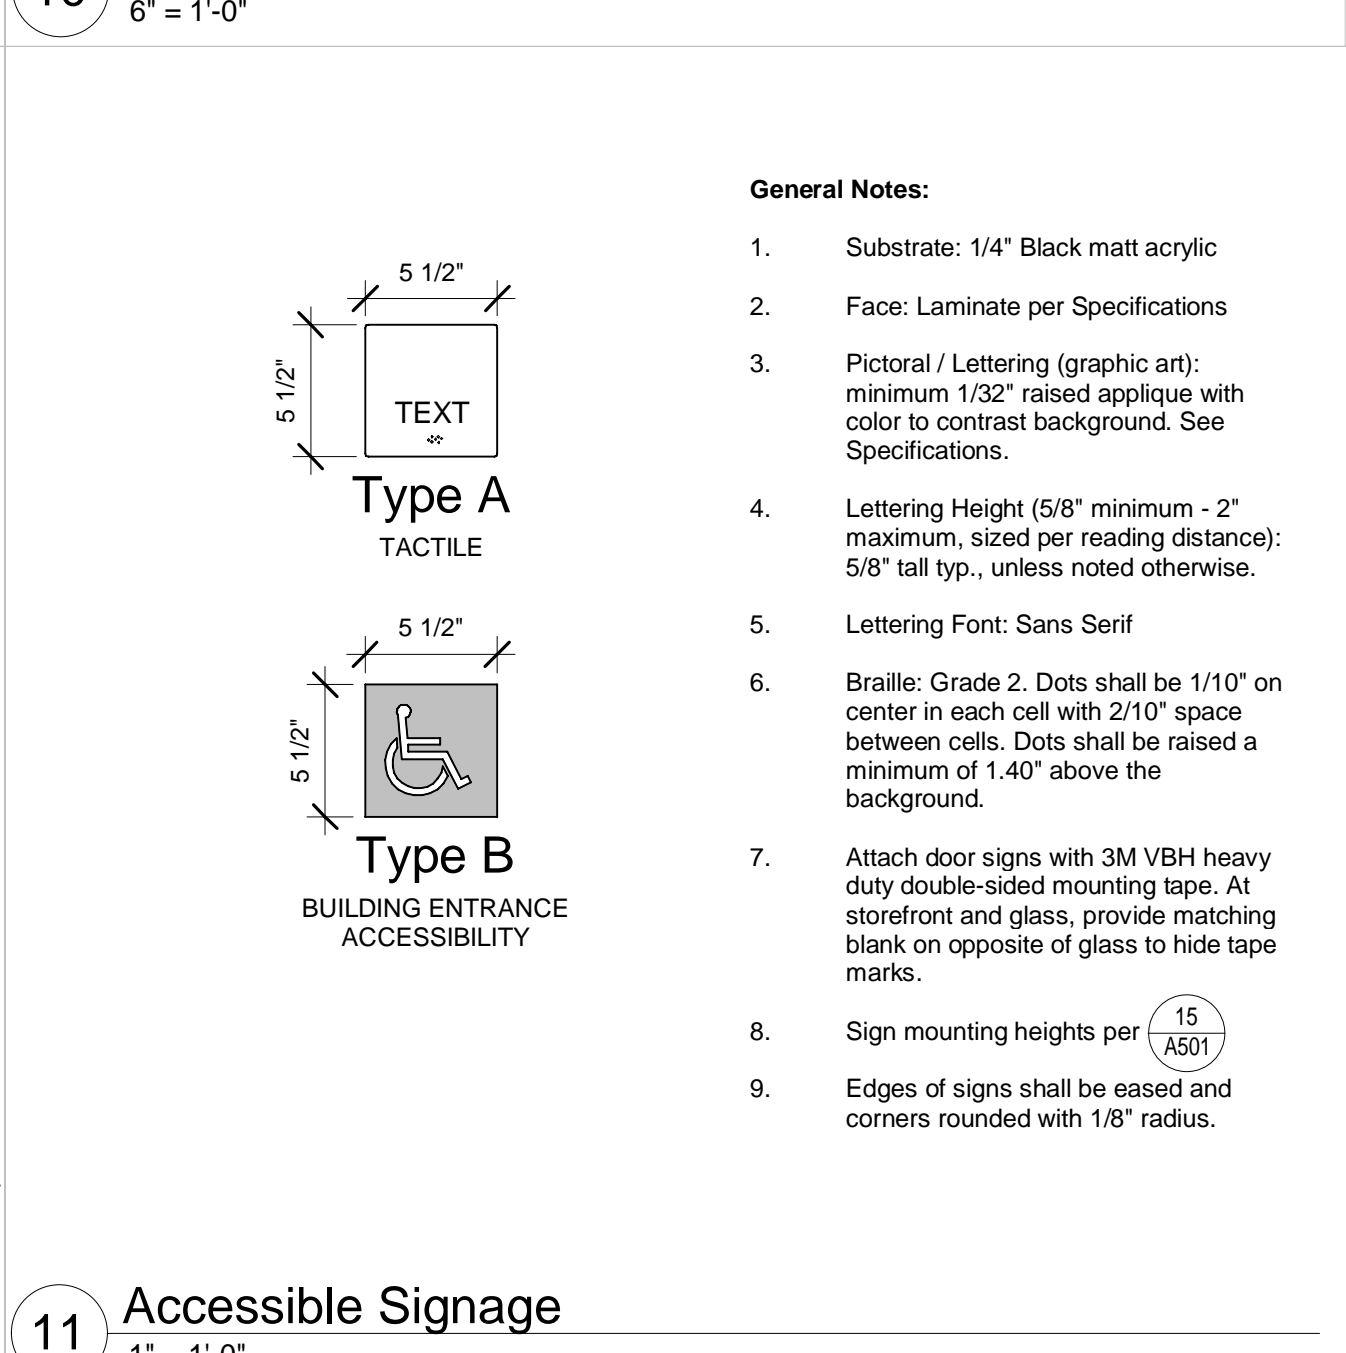 6" = 1'-0"
General Notes:
1. Substrate: 1/4" Black matt acrylic
2. Face: Laminate per Specifications
3. Pictoral / Lettering (graphic art):
minimum 1/32" raised applique with
color to contrast background. See
Specifications.
4. Lettering Height (5/8" minimum - 2"
maximum, sized per reading distance):
5/8" tall typ., unless noted otherwise.
5. Lettering Font: Sans Serif
6. Braille: Grade 2. Dots shall be 1/10" on
center in each cell with 2/10" space
between cells. Dots shall be raised a
minimum of 1.40" above the
background.
7. Attach door signs with 3M VBH heavy
duty double-sided mounting tape. At
storefront and glass, provide matching
blank on opposite of glass to hide tape
marks.
8. Sign mounting heights per 15
A501
9. Edges of signs shall be eased and
corners rounded with 1/8" radius.
5 1/2"
5 1/2"
TEXT
Type A
TACTILE
5 1/2"
5 1/2"
Type B
BUILDING ENTRANCE
ACCESSIBILITY
11 Accessible Signage
1" = 1'-0"